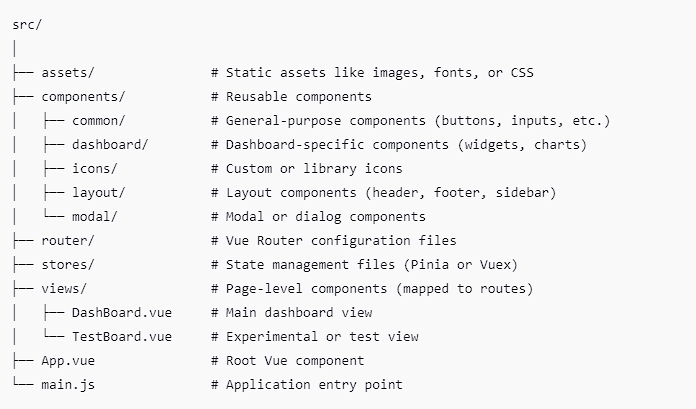 src/
│
├── assets/               # Static assets like images, fonts, or CSS
├── components/           # Reusable components
│   ├── common/           # General-purpose components (buttons, inputs, etc.)
│   ├── dashboard/        # Dashboard-specific components (widgets, charts)
│   ├── icons/            # Custom or library icons
│   ├── layout/           # Layout components (header, footer, sidebar)
│   └── modal/            # Modal or dialog components
├── router/               # Vue Router configuration files
├── stores/               # State management files (Pinia or Vuex)
├── views/                # Page-level components (mapped to routes)
│   ├── DashBoard.vue     # Main dashboard view
│   └── TestBoard.vue     # Experimental or test view
├── App.vue               # Root Vue component
└── main.js               # Application entry point